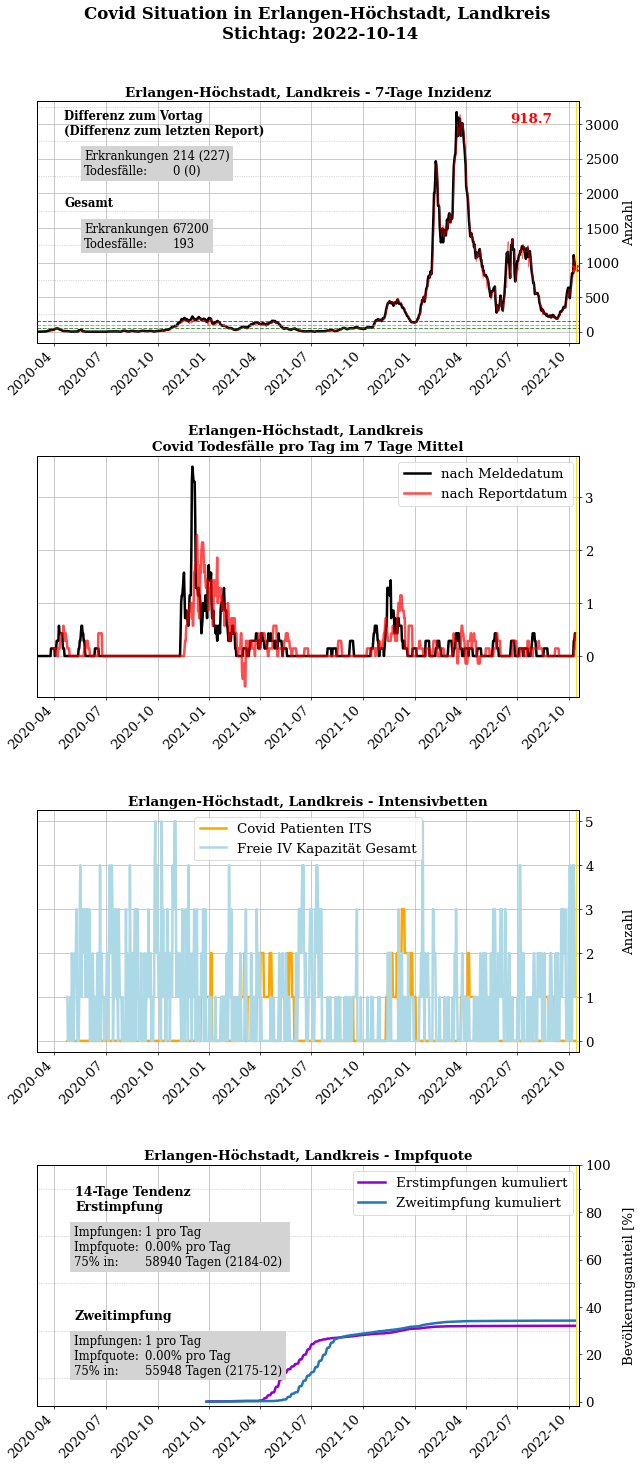 Covid Situation in Erlangen-Höchstadt, Landkreis
Stichtag: 2022-10-14
Erlangen-Höchstadt, Landkreis - 7-Tage Inzidenz
Differenz zum Vortag
(Differenz zum letzten Report)
Erkrankungen 214 (227)
Todesfälle: 0 (0)
Gesamt
Erkrankungen 67200
Todesfälle: 193
918.7
3000
2500
2000
1500
1000
500
0
Anzahl
2020-04 2020-07 2020-10 2021-01 2021-04 2021-07 2021-10 2022-01 2022-04 2022-07 2022-10
Erlangen-Höchstadt, Landkreis
Covid Todesfälle pro Tag im 7 Tage Mittel
nach Meldedatum
nach Reportdatum
3
2
1
0
2020-04 2020-07 2020-10 2021-01 2021-04 2021-07 2021-10 2022-01 2022-04 2022-07 2022-10
Erlangen-Höchstadt, Landkreis - Intensivbetten
Covid Patienten ITS
Freie IV Kapazität Gesamt
5
4
3
2
1
0
Anzahl
2020-04 2020-07 2020-10 2021-01 2021-04 2021-07 2021-10 2022-01 2022-04 2022-07 2022-10
Erlangen-Höchstadt, Landkreis - Impfquote
14-Tage Tendenz
Erstimpfung
Impfungen: 1 pro Tag
Impfquote: 0.00% pro Tag
75% in: 58940 Tagen (2184-02)
Zweitimpfung
Impfungen: 1 pro Tag
Impfquote: 0.00% pro Tag
75% in: 55948 Tagen (2175-12)
Erstimpfungen kumuliert
Zweitimpfung kumuliert
100
80
60
40
20
0
Bevölkerungsanteil [%]
2020-04 2020-07 2020-10 2021-01 2021-04 2021-07 2021-10 2022-01 2022-04 2022-07 2022-10